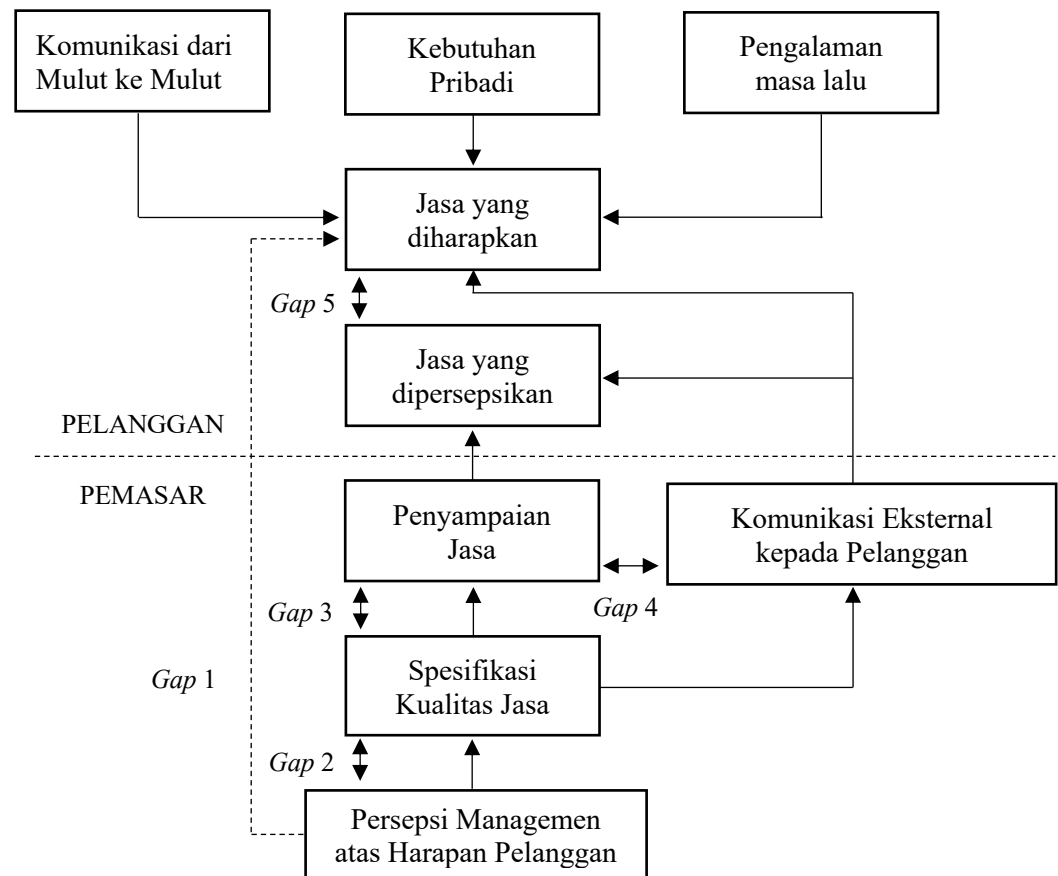 Komunikasi dari
Mulut ke Mulut
Kebutuhan
Pribadi
Pengalaman
masa lalu
Jasa yang
diharapkan
Gap 5
Jasa yang
dipersepsikan
PELANGGAN
PEMASAR
Penyampaian
Jasa
Komunikasi Eksternal
kepada Pelanggan
Gap 3
Gap 4
Gap 1
Spesifikasi
Kualitas Jasa
Gap 2
Persepsi Managemen
atas Harapan Pelanggan